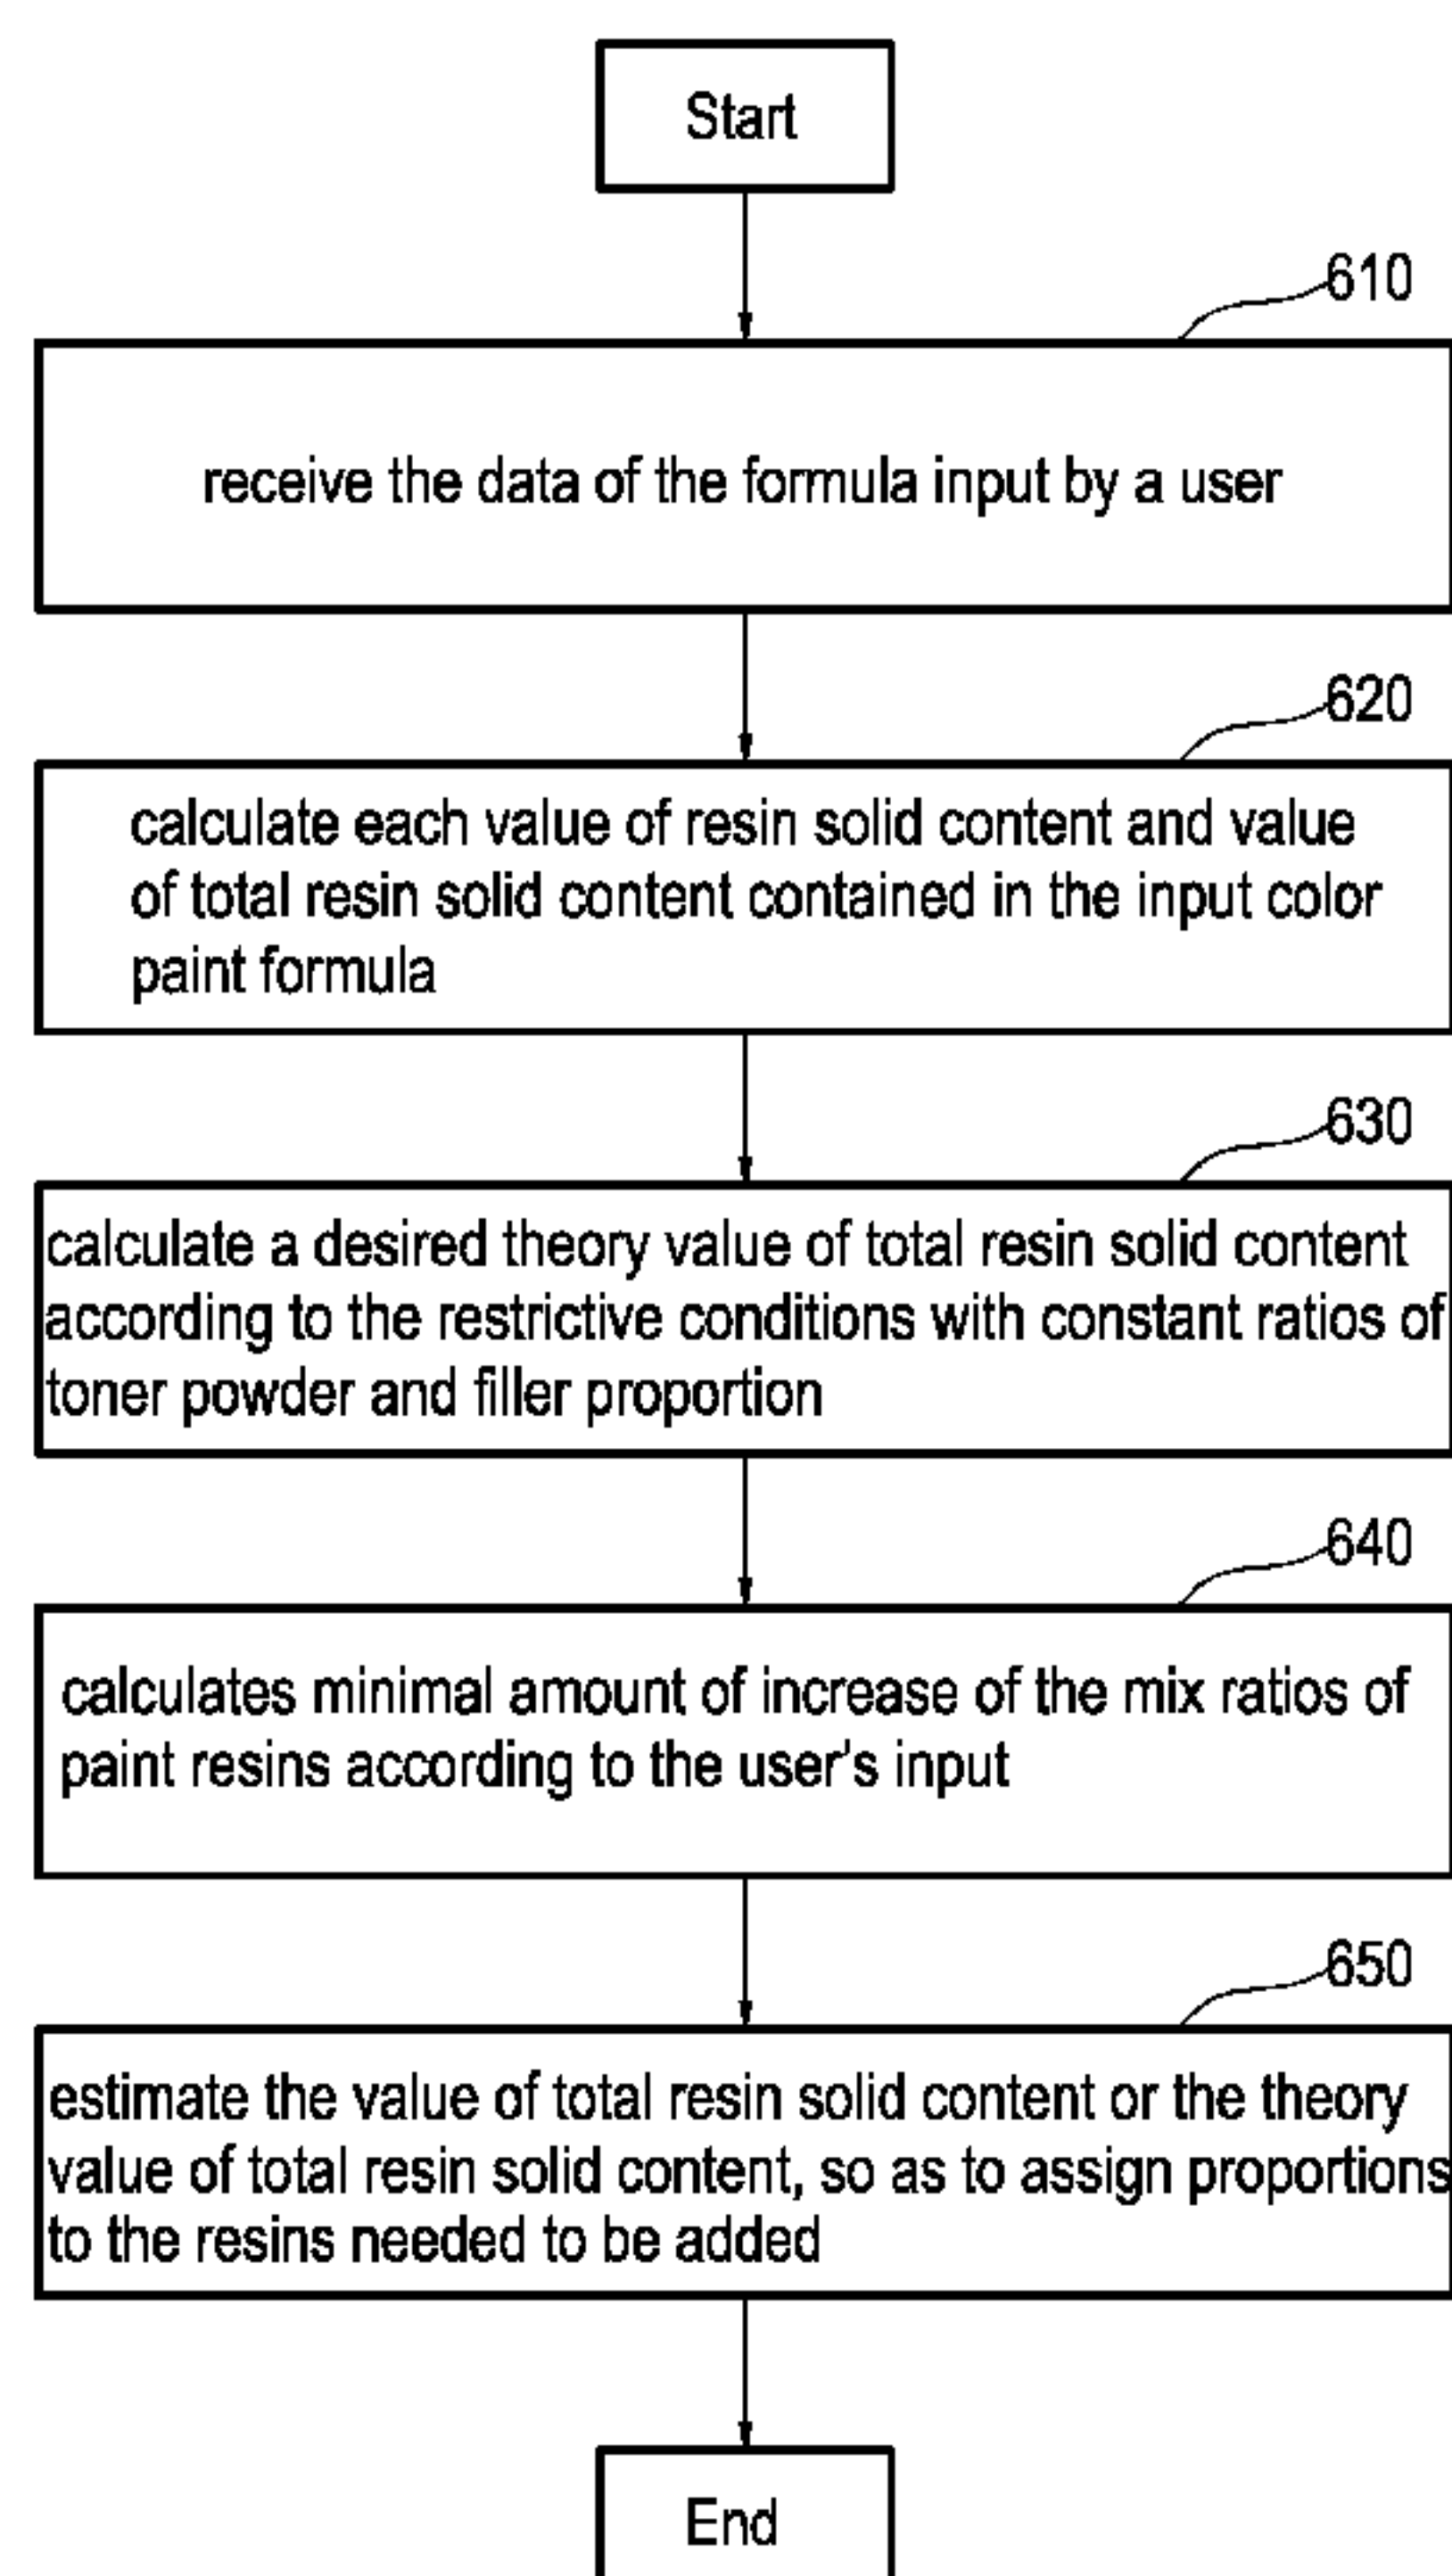 Start
610
receive the data of the formula input by a user
620
calculate each value of resin solid content and value
of total resin solid content contained in the input color
paint formula
630
calculate a desired theory value of total resin solid content
according to the restrictive conditions with constant ratios of
toner powder and filler proportion
640
calculates minimal amount of increase of the mix ratios of
paint resins according to the user's input
650
estimate the value of total resin solid content or the theory
value of total resin solid content, so as to assign proportions
to the resins needed to be added
End